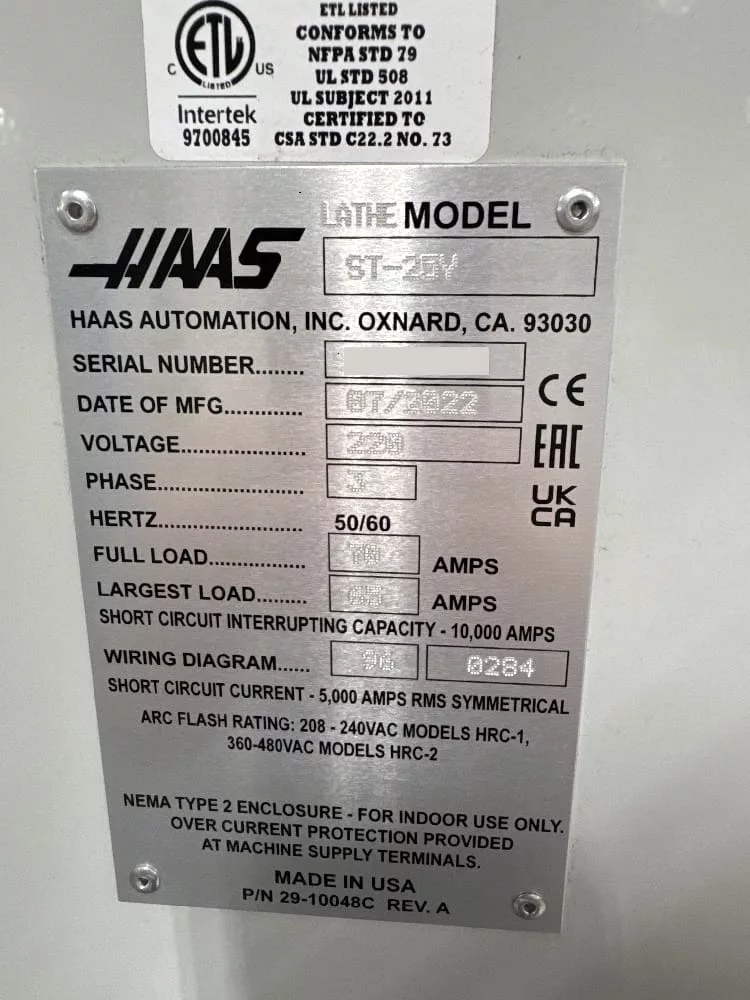 ETL LISTED
CONFORMS TO
NFPA STD 79
UL STD 508
UL SUBJECT 2011
CERTIFIED TO
CSA STD C22.2 NO. 73
C ETL US
LISTED
Intertek
9700845
HAAS
LATHE MODEL
ST-25Y
HAAS AUTOMATION, INC. OXNARD, CA. 93030
SERIAL NUMBER........
DATE OF MFG............. 07/2022
VOLTAGE..................... 220
PHASE......................... 3
HERTZ......................... 50/60
FULL LOAD.................. 70 AMPS
LARGEST LOAD......... 65 AMPS
SHORT CIRCUIT INTERRUPTING CAPACITY - 10,000 AMPS
WIRING DIAGRAM...... 96 0284
SHORT CIRCUIT CURRENT - 5,000 AMPS RMS SYMMETRICAL
ARC FLASH RATING: 208 - 240VAC MODELS HRC-1,
360-480VAC MODELS HRC-2
CE
EAC
UK
CA
NEMA TYPE 2 ENCLOSURE - FOR INDOOR USE ONLY.
OVER CURRENT PROTECTION PROVIDED
AT MACHINE SUPPLY TERMINALS.
MADE IN USA
P/N 29-10048C REV. A